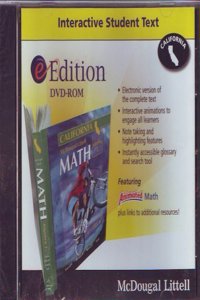 Interactive Student Text
CALIFORNIA
eEdition
DVD-ROM
• Electronic version of
the complete text
• Interactive animations to
engage all learners
• Note taking and
highlighting features
• Instantly accessible glossary
and search tool
CALIFORNIA
MATH
MATH
Featuring
Animated Math
plus links to additional resources!
McDougal Littell